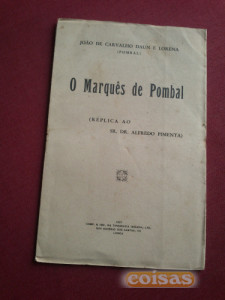 JOÃO DE CARVALHO DAUN E LORENA
(POMBAL)
O Marquês de Pombal
(RÉPLICA AO
SR. DR. ALFREDO PIMENTA)
coisas